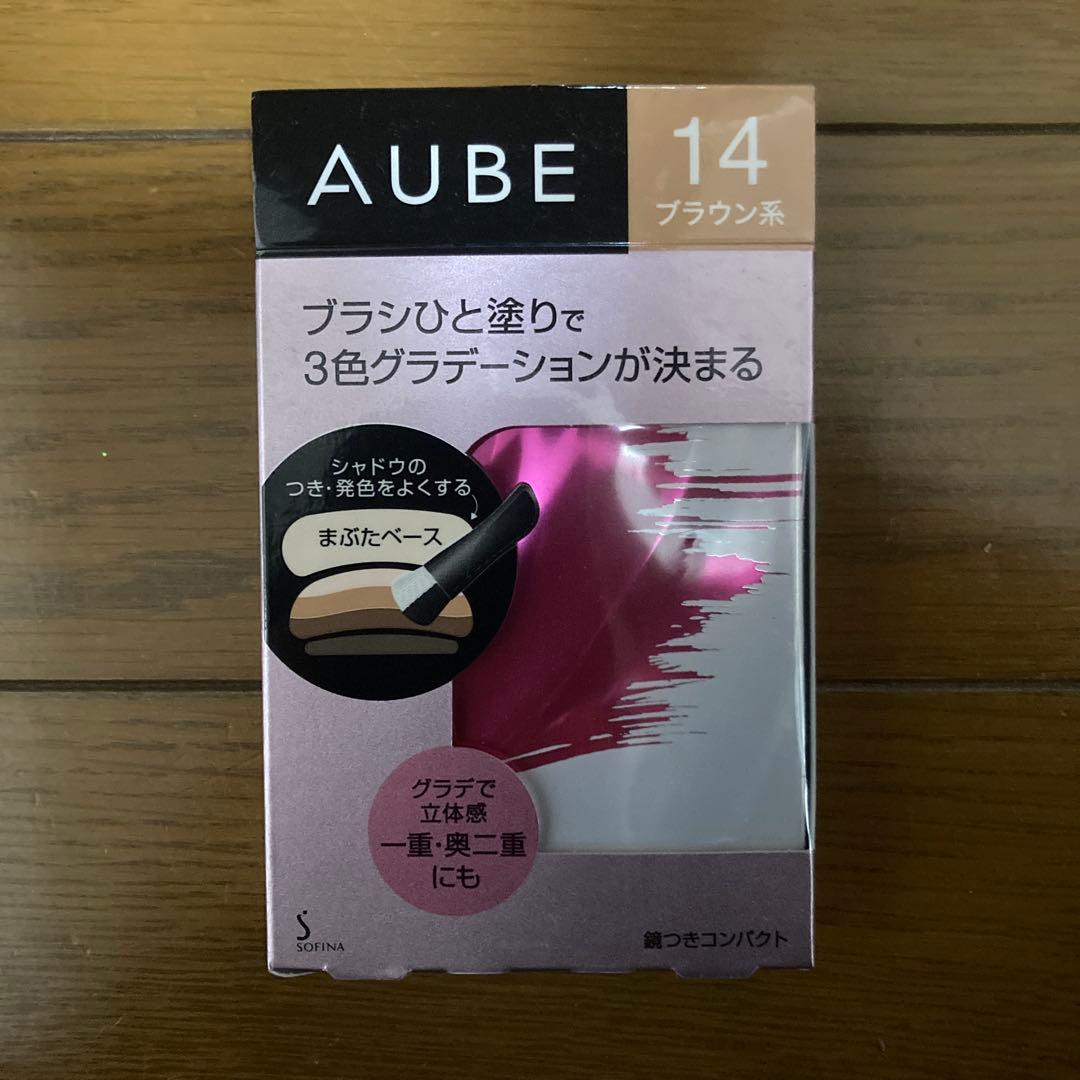 AUBE
14
ブラウン系
ブラシひと塗りで
3色グラデーションが決まる
シャドウの
つき・発色をよくする
まぶたベース
グラデで
立体感
一重・奥二重
にも
SOFINA
鏡つきコンパクト